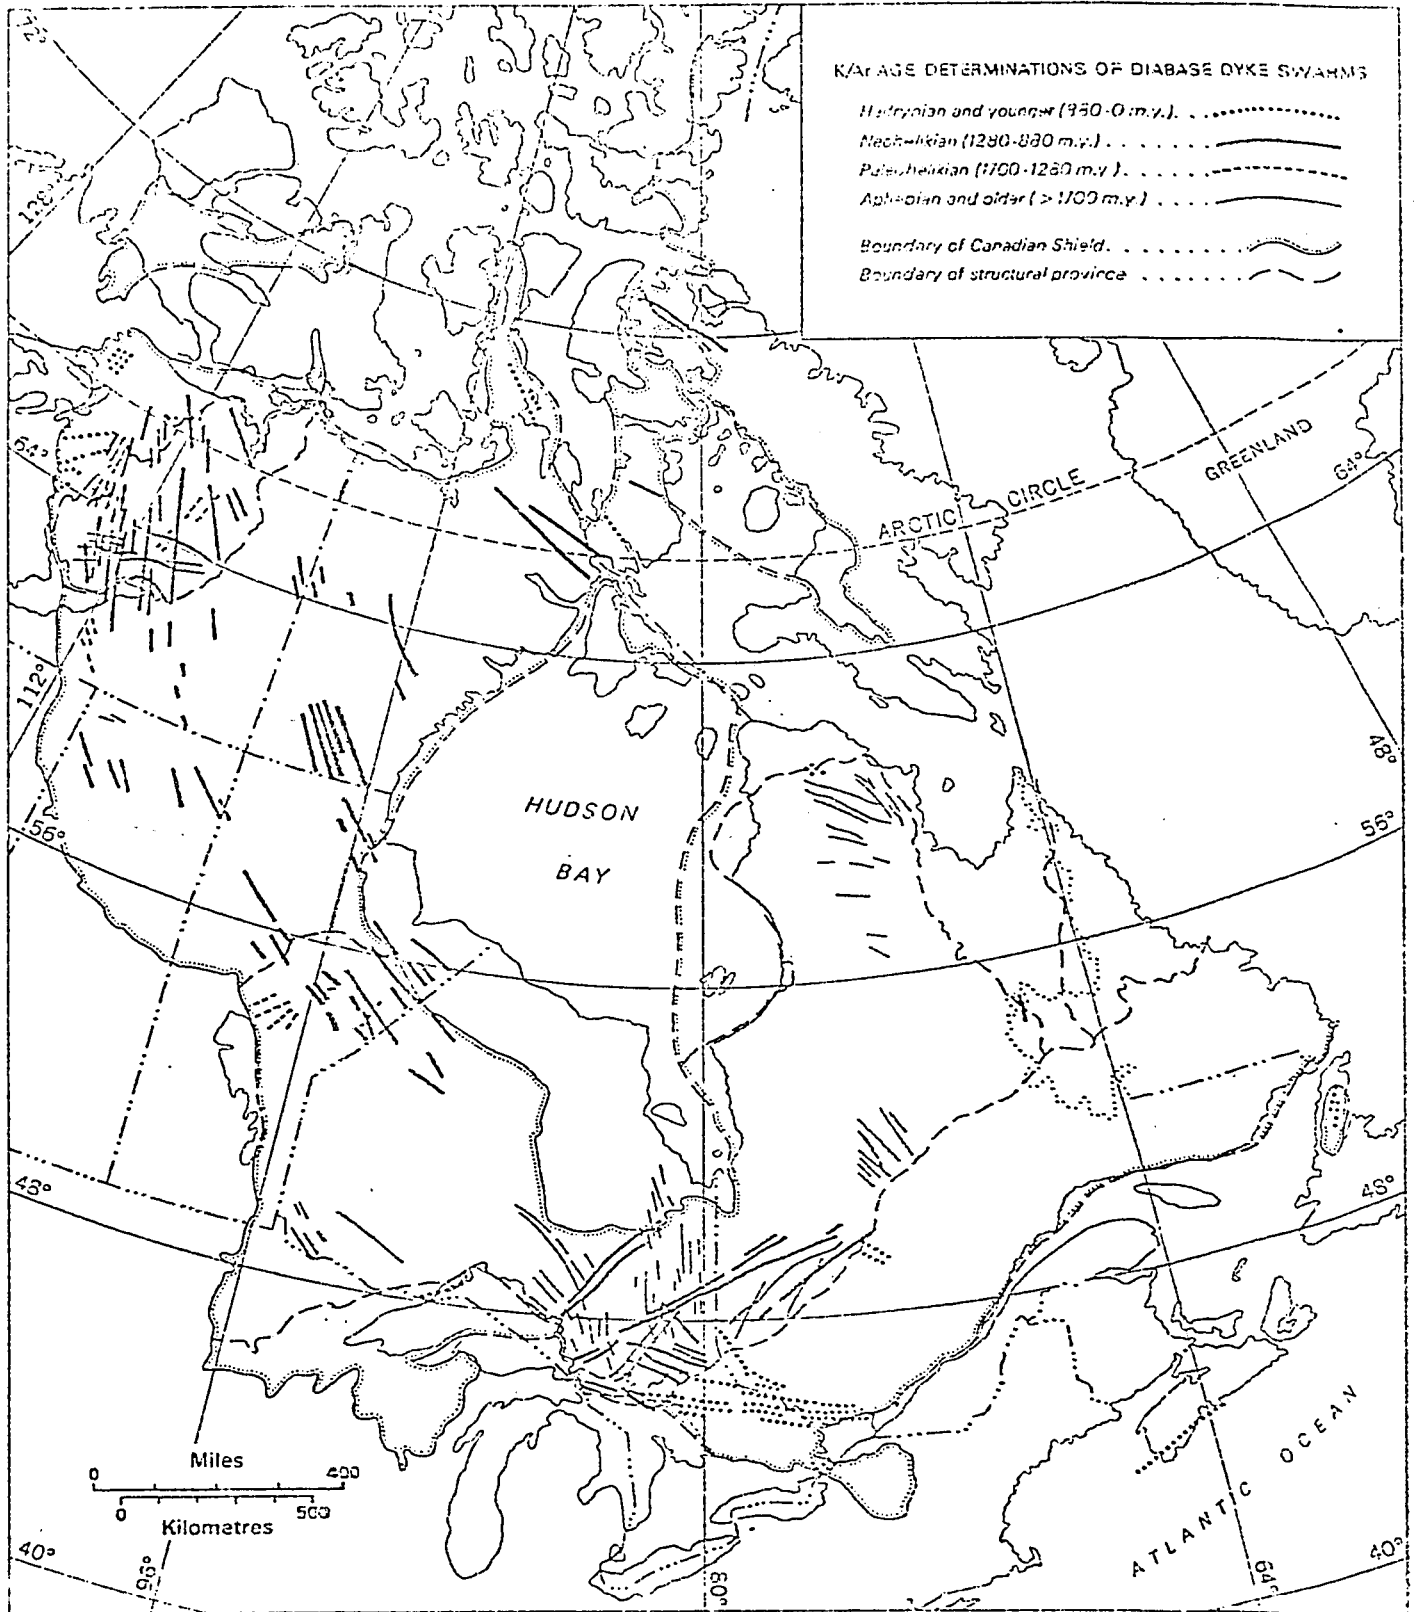 K/Ar AGE DETERMINATIONS OF DIABASE DYKE SWARMS
Hadrynian and younger (880-0 m.y.)
Neohelikian (1280-880 m.y.)
Paleohelikian (1700-1280 m.y.)
Aphebian and older (>1700 m.y.)
Boundary of Canadian Shield
Boundary of structural province
128°
64°
GREENLAND
64°
ARCTIC CIRCLE
112°
48°
HUDSON
BAY
56°
56°
48°
48°
Miles
0 400
0 500
Kilometres
ATLANTIC OCEAN
40°
96°
80°
64°
40°